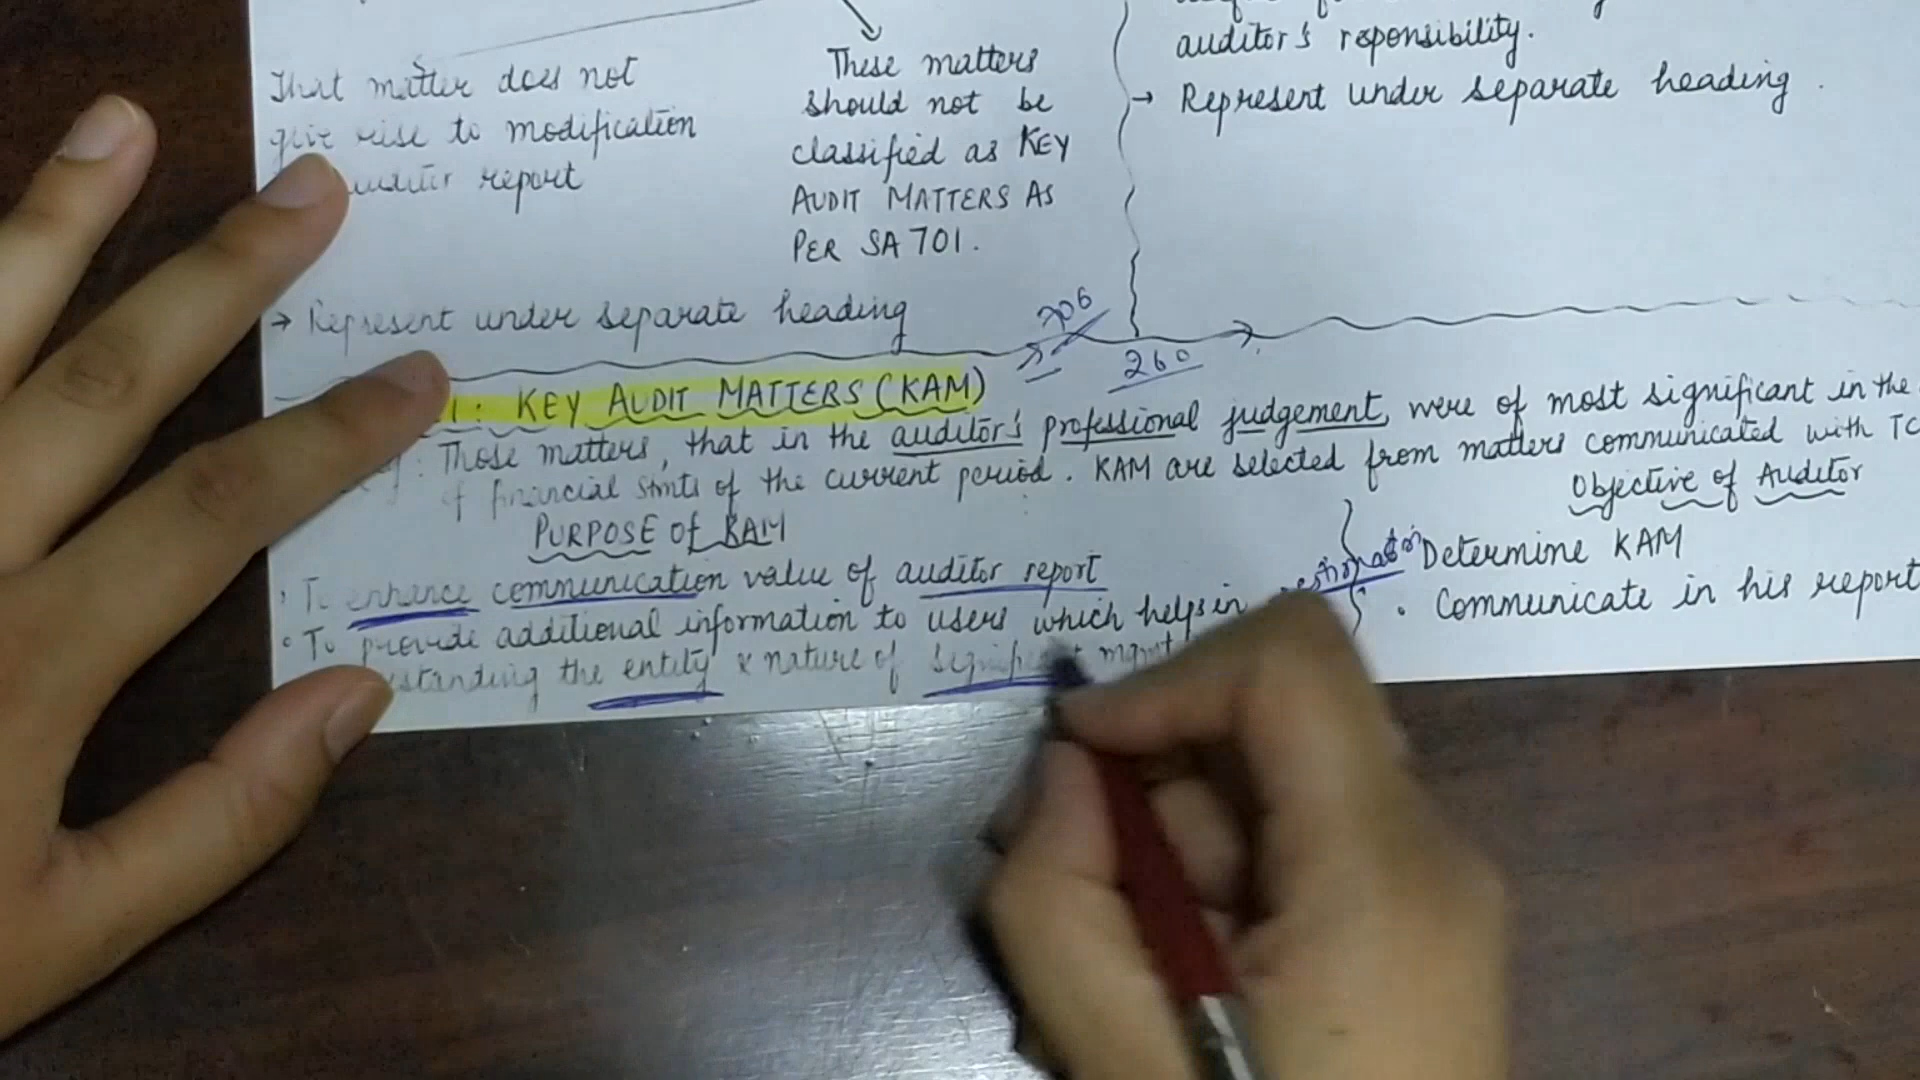 That matter does not
give rise to modification
auditor report
These matters
should not be
classified as KEY
AUDIT MATTERS AS
PER SA 701.
→ Represent under separate heading
auditor's reponsibility.
→ Represent under separate heading.
706
260
1: KEY AUDIT MATTERS (KAM)
: Those matters, that in the auditor's professional judgement, were of most significant in the
of financial stmts of the current period. KAM are selected from matters communicated with TC
PURPOSE Of KAM
To enhance communication value of auditor report
• To provide additional information to users which helps in
standing the entity & nature of mgmt
Objective of Auditor
Determine KAM
• Communicate in his report